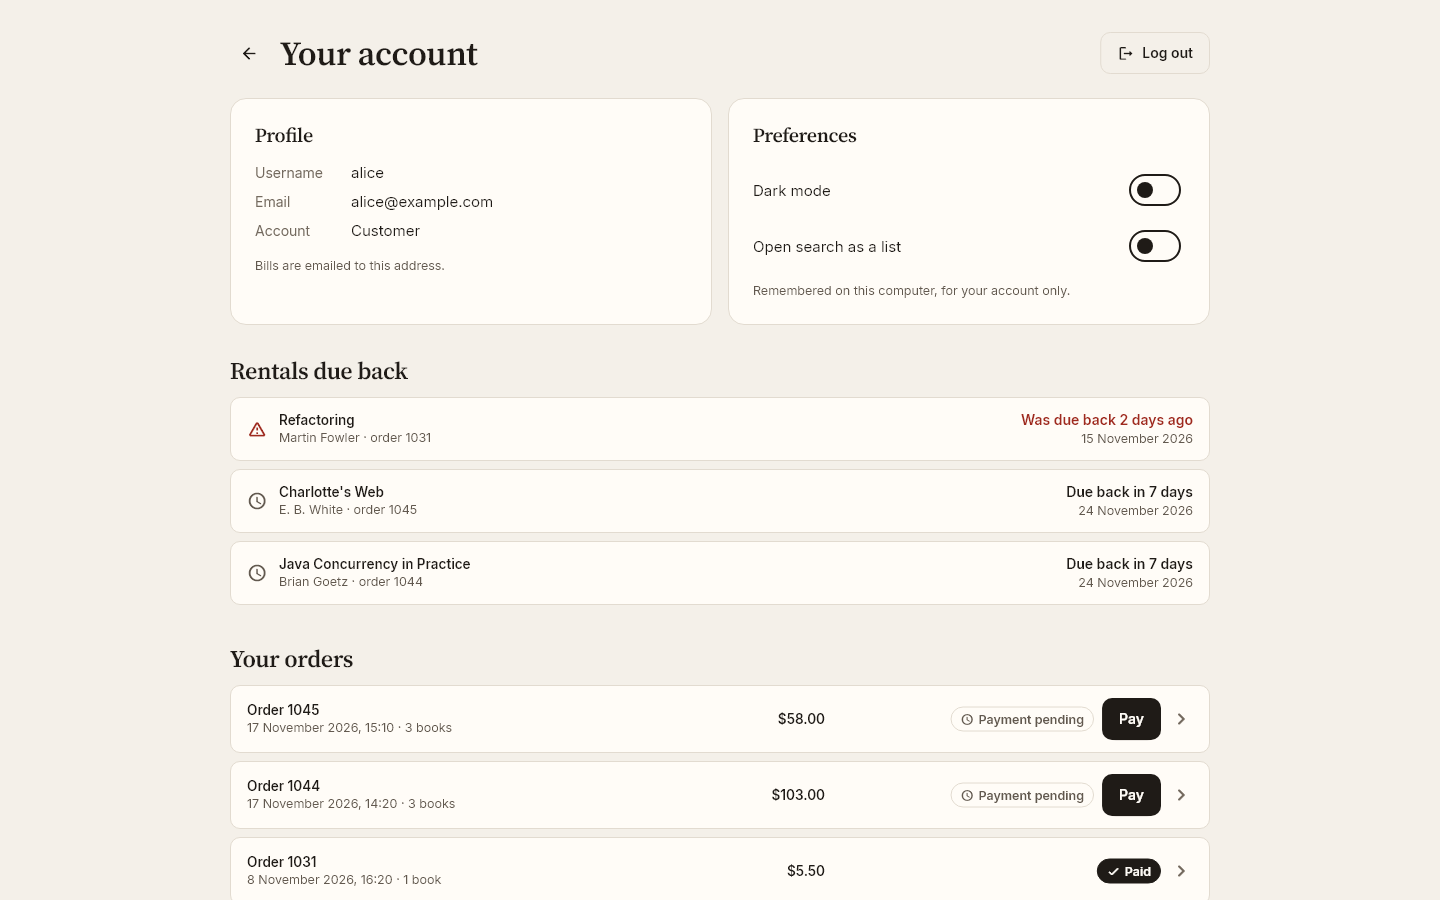 Your account
Log out
Profile
Username alice
Email alice@example.com
Account Customer
Bills are emailed to this address.
Preferences
Dark mode
Open search as a list
Remembered on this computer, for your account only.
Rentals due back
Refactoring
Martin Fowler · order 1031
Was due back 2 days ago
15 November 2026
Charlotte's Web
E. B. White · order 1045
Due back in 7 days
24 November 2026
Java Concurrency in Practice
Brian Goetz · order 1044
Due back in 7 days
24 November 2026
Your orders
Order 1045
17 November 2026, 15:10 · 3 books
$58.00
Payment pending
Pay
Order 1044
17 November 2026, 14:20 · 3 books
$103.00
Payment pending
Pay
Order 1031
8 November 2026, 16:20 · 1 book
$5.50
Paid